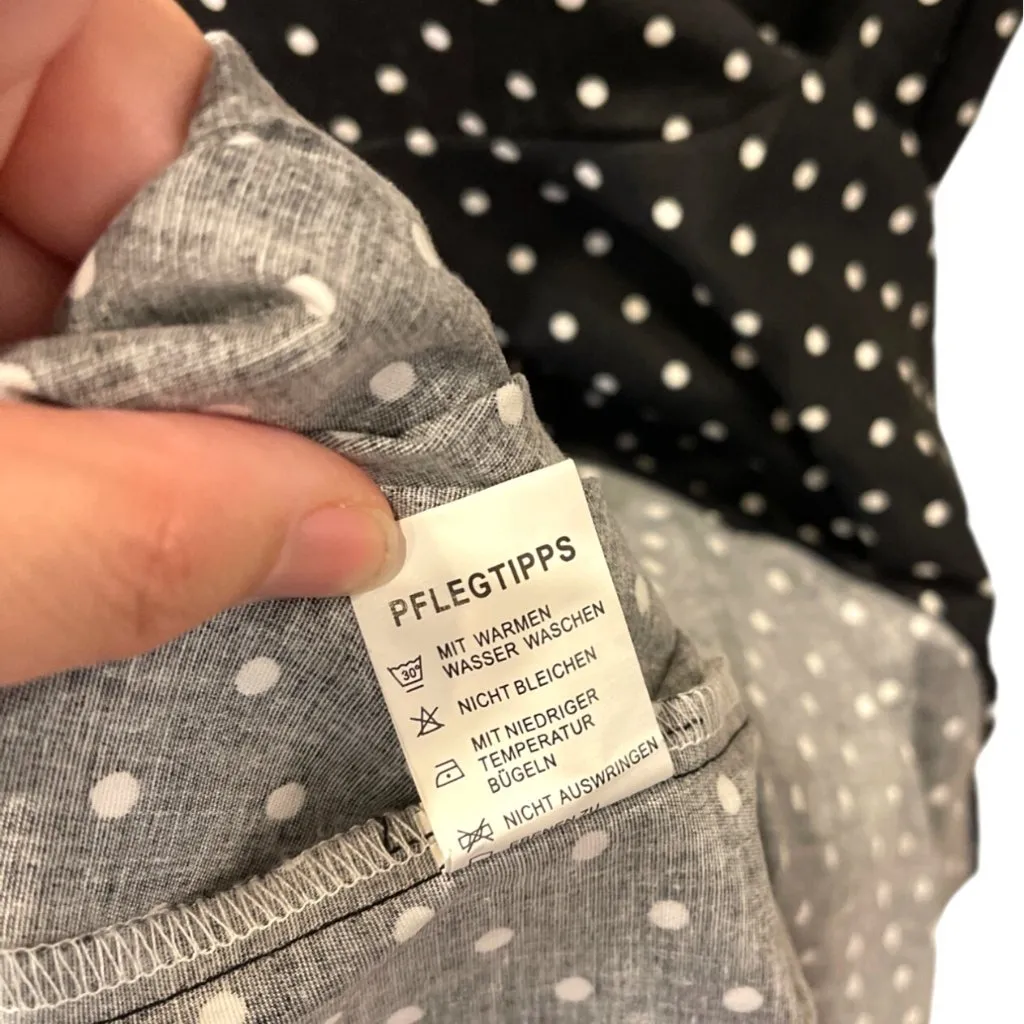 PFLEGTIPPS
30°
MIT WARMEN
WASSER WASCHEN
NICHT BLEICHEN
MIT NIEDRIGER
TEMPERATUR
BÜGELN
NICHT AUSWRINGEN